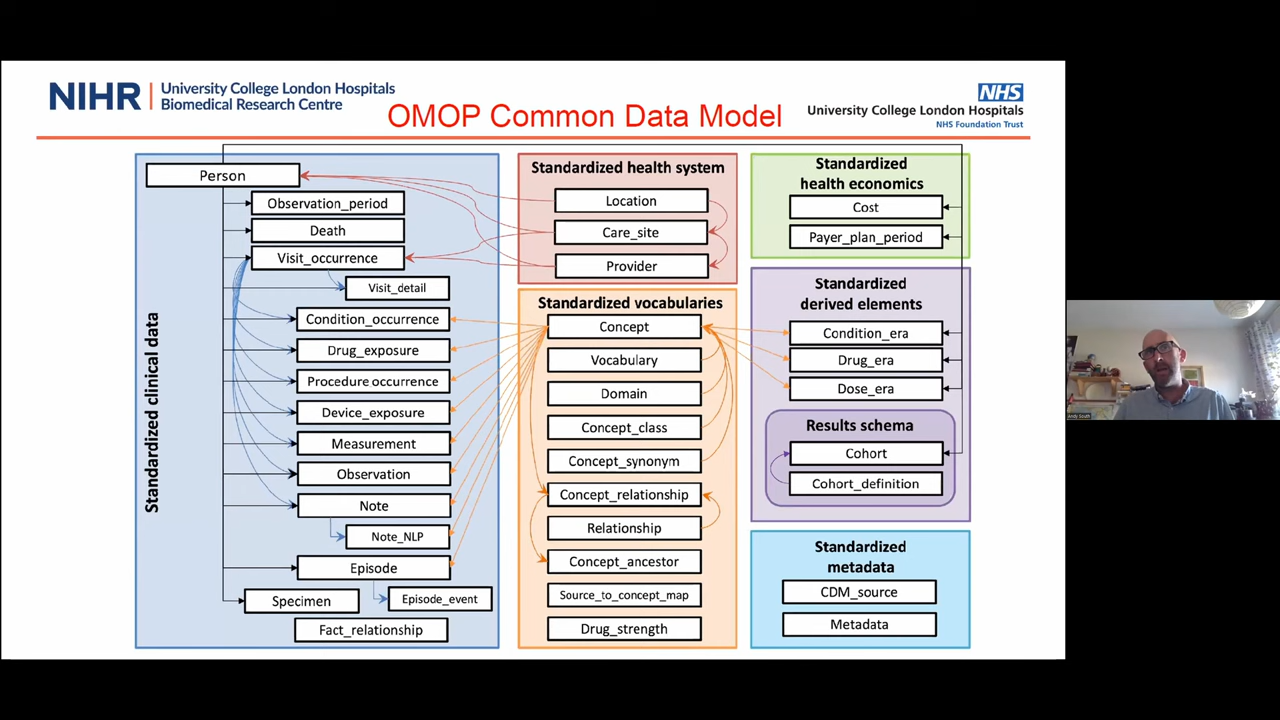 NIHR | University College London Hospitals
Biomedical Research Centre
OMOP Common Data Model
NHS
University College London Hospitals
NHS Foundation Trust
Standardized clinical data
Person
Observation_period
Death
Visit_occurrence
Visit_detail
Condition_occurrence
Drug_exposure
Procedure occurrence
Device_exposure
Measurement
Observation
Note
Note_NLP
Episode
Episode_event
Specimen
Fact_relationship
Standardized health system
Location
Care_site
Provider
Standardized vocabularies
Concept
Vocabulary
Domain
Concept_class
Concept_synonym
Concept_relationship
Relationship
Concept_ancestor
Source_to_concept_map
Drug_strength
Standardized
health economics
Cost
Payer_plan_period
Standardized
derived elements
Condition_era
Drug_era
Dose_era
Results schema
Cohort
Cohort_definition
Standardized
metadata
CDM_source
Metadata
Andy South